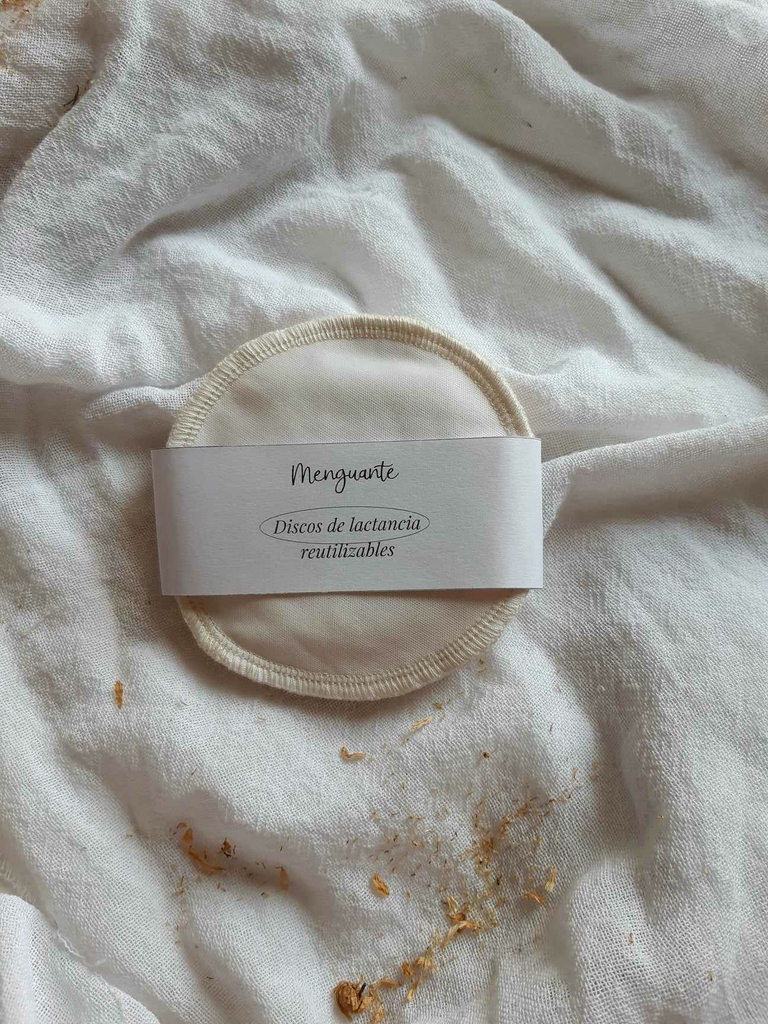 Menguante
Discos de lactancia
reutilizables